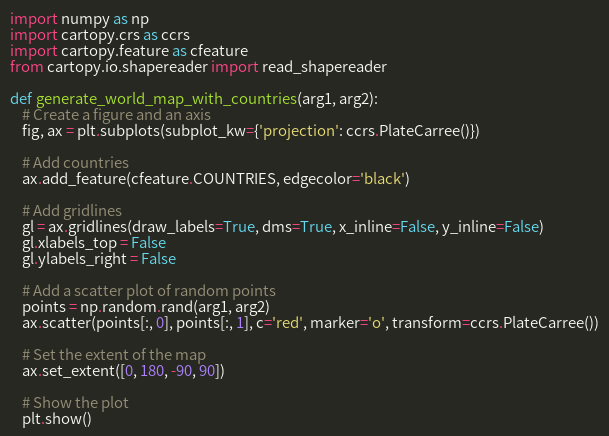 import numpy as np
import cartopy.crs as ccrs
import cartopy.feature as cfeature
from cartopy.io.shapereader import read_shapereader

def generate_world_map_with_countries(arg1, arg2):
    # Create a figure and an axis
    fig, ax = plt.subplots(subplot_kw={'projection': ccrs.PlateCarree()})

    # Add countries
    ax.add_feature(cfeature.COUNTRIES, edgecolor='black')

    # Add gridlines
    gl = ax.gridlines(draw_labels=True, dms=True, x_inline=False, y_inline=False)
    gl.xlabels_top = False
    gl.ylabels_right = False

    # Add a scatter plot of random points
    points = np.random.rand(arg1, arg2)
    ax.scatter(points[:, 0], points[:, 1], c='red', marker='o', transform=ccrs.PlateCarree())

    # Set the extent of the map
    ax.set_extent([0, 180, -90, 90])

    # Show the plot
    plt.show()